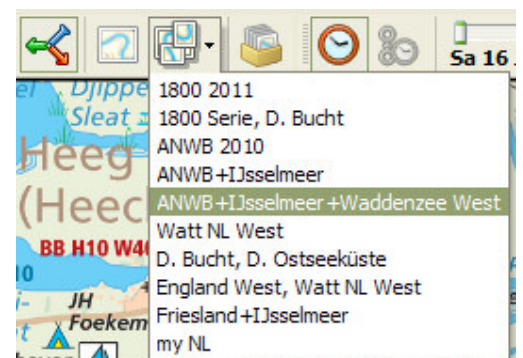 Sa 16
Djippe
Sleat
Heeg
(Heec
BB H10 W4
JH
Foekem
1800 2011
1800 Serie, D. Bucht
ANWB 2010
ANWB+IJsselmeer
ANWB+IJsselmeer+Waddenzee West
Watt NL West
D. Bucht, D. Ostseeküste
England West, Watt NL West
Friesland+IJsselmeer
my NL